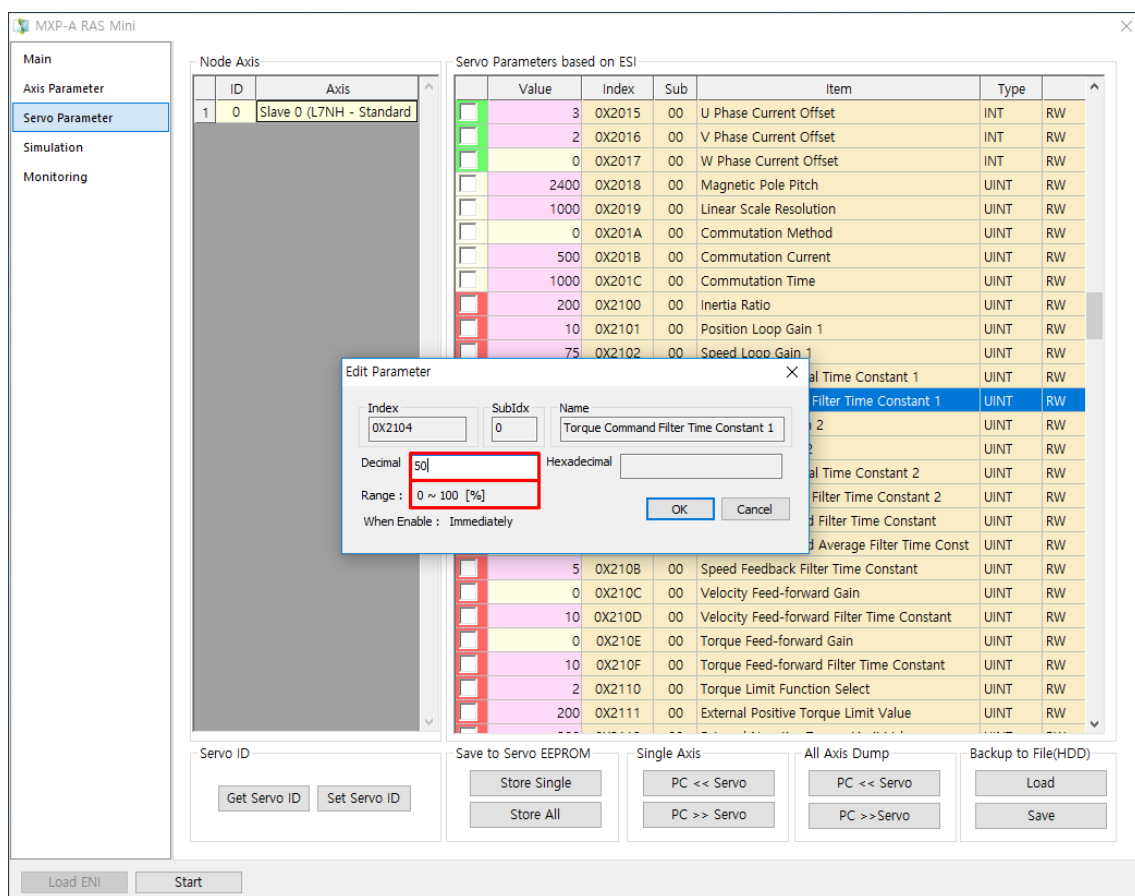 MXP-A RAS Mini
Main
Axis Parameter
Servo Parameter
Simulation
Monitoring
Node Axis
ID Axis
1 0 Slave 0 (L7NH - Standard
Servo Parameters based on ESI
Value Index Sub Item Type
3 0X2015 00 U Phase Current Offset INT RW
2 0X2016 00 V Phase Current Offset INT RW
0 0X2017 00 W Phase Current Offset INT RW
2400 0X2018 00 Magnetic Pole Pitch UINT RW
1000 0X2019 00 Linear Scale Resolution UINT RW
0 0X201A 00 Commutation Method UINT RW
500 0X201B 00 Commutation Current UINT RW
1000 0X201C 00 Commutation Time UINT RW
200 0X2100 00 Inertia Ratio UINT RW
10 0X2101 00 Position Loop Gain 1 UINT RW
75 0X2102 00 Speed Loop Gain 1 UINT RW
Time Constant 1 UINT RW
Filter Time Constant 1 UINT RW
2 UINT RW
UINT RW
Time Constant 2 UINT RW
Filter Time Constant 2 UINT RW
Filter Time Constant UINT RW
Average Filter Time Const UINT RW
5 0X210B 00 Speed Feedback Filter Time Constant UINT RW
0 0X210C 00 Velocity Feed-forward Gain UINT RW
10 0X210D 00 Velocity Feed-forward Filter Time Constant UINT RW
0 0X210E 00 Torque Feed-forward Gain UINT RW
10 0X210F 00 Torque Feed-forward Filter Time Constant UINT RW
2 0X2110 00 Torque Limit Function Select UINT RW
200 0X2111 00 External Positive Torque Limit Value UINT RW
Edit Parameter
Index SubIdx Name
0X2104 0 Torque Command Filter Time Constant 1
Decimal 50 Hexadecimal
Range : 0 ~ 100 [%]
When Enable : Immediately
OK Cancel
Servo ID
Get Servo ID Set Servo ID
Save to Servo EEPROM
Store Single
Store All
Single Axis
PC << Servo
PC >> Servo
All Axis Dump
PC << Servo
PC >>Servo
Backup to File(HDD)
Load
Save
Load ENI Start